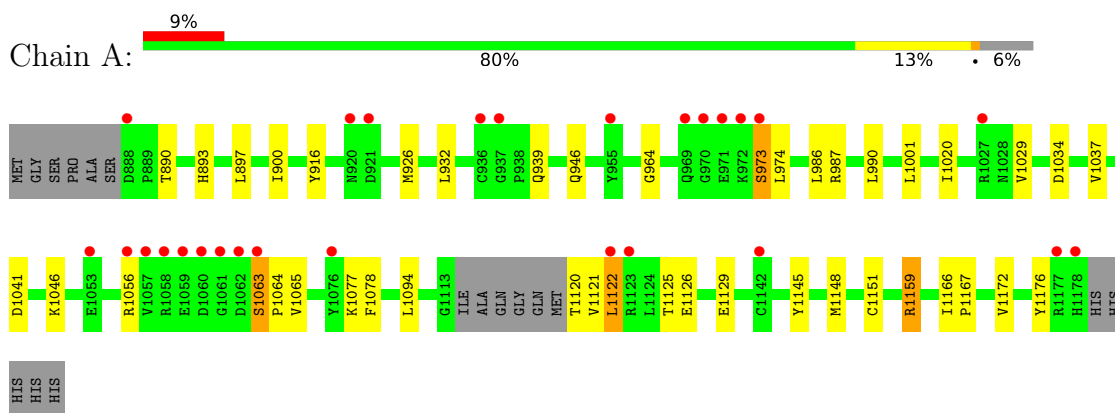 9%
Chain A:
80% 13% • 6%
MET GLY SER PRO ALA SER D888 P889 T890 H893 L897 I900 Y916 N920 D921 M926 L932 C936 G937 P938 Q939 Q946 Y955 G964 Q969 G970 E971 K972 S973 L974 L986 R987 L990 L1001 I1020 R1027 N1028 V1029 D1034 V1037
D1041 K1046 E1053 R1056 V1057 R1058 E1059 D1060 G1061 D1062 S1063 P1064 V1065 Y1076 K1077 F1078 L1094 G1113 ILE ALA GLN GLY GLN MET T1120 V1121 L1122 R1123 L1124 T1125 E1126 E1129 C1142 Y1145 M1148 C1151 R1159 I1166 P1167 V1172 Y1176 R1177 H1178 HIS HIS
HIS HIS HIS